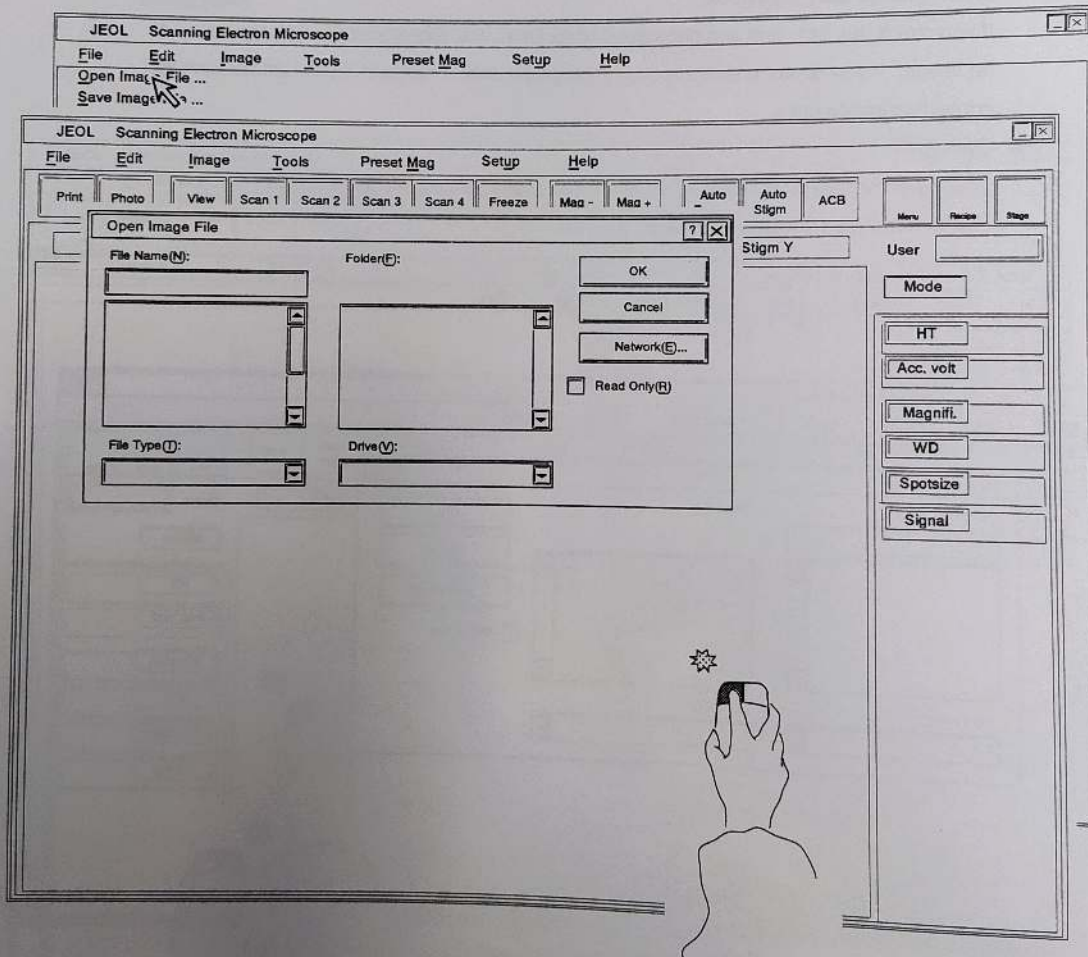 JEOL Scanning Electron Microscope
File Edit Image Tools Preset Mag Setup Help
Open Image File ...
Save Image ...
JEOL Scanning Electron Microscope
File Edit Image Tools Preset Mag Setup Help
Print Photo View Scan 1 Scan 2 Scan 3 Scan 4 Freeze Mag - Mag + Auto Auto Stigm ACB Menu Recipe Stage
Open Image File ? Stigm Y User
File Name(N): Folder(F): OK
Mode
Cancel
HT
Network(E)...
Acc. volt
Read Only(R)
Magnifi.
File Type(T): Drive(V): WD
Spotsize
Signal